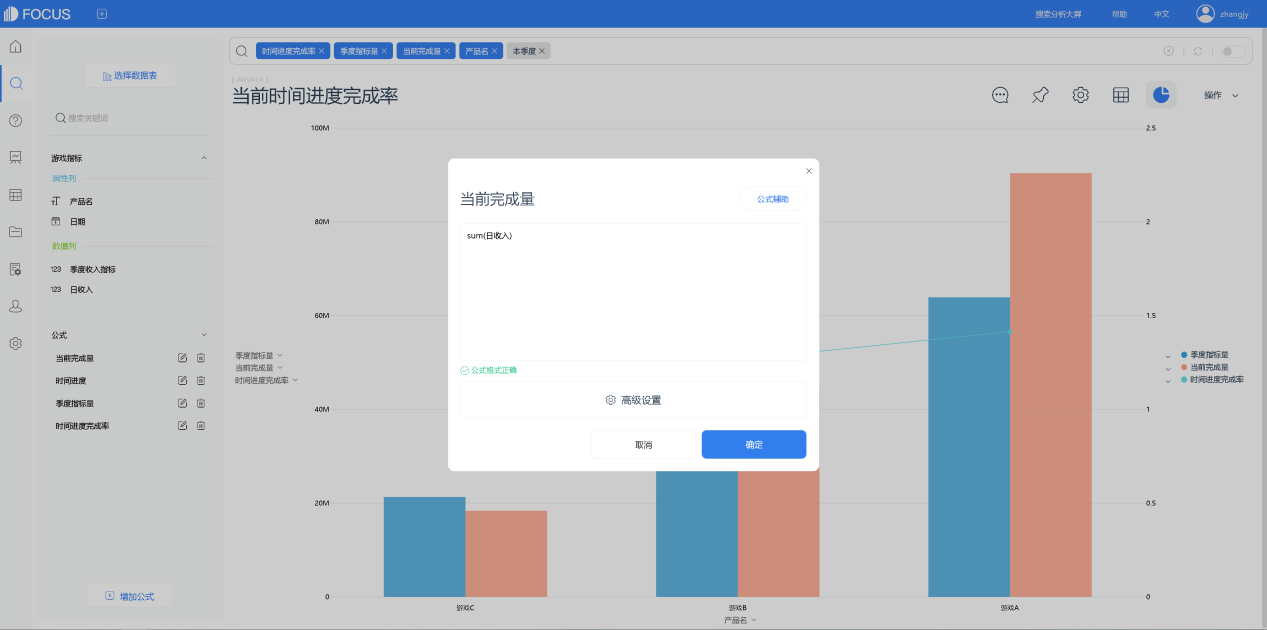 FOCUS
搜索分析大屏
帮助
中文
zhangjy
选择数据表
搜索关键词
游戏指标
属性列
产品名
日期
数值列
123 季度收入指标
123 日收入
公式
当前完成量
时间进度
季度指标量
时间进度完成率
增加公式
时间进度完成率 × 季度指标量 × 当前完成量 × 产品名 × 本季度 ×
[ ANSWER ]
当前时间进度完成率
操作
100M
80M
60M
40M
20M
0
季度指标量
当前完成量
时间进度完成率
当前完成量
公式辅助
sum(日收入)
公式格式正确
高级设置
取消
确定
2.5
2
1.5
1
0.5
0
季度指标量
当前完成量
时间进度完成率
游戏C
游戏B
游戏A
产品名